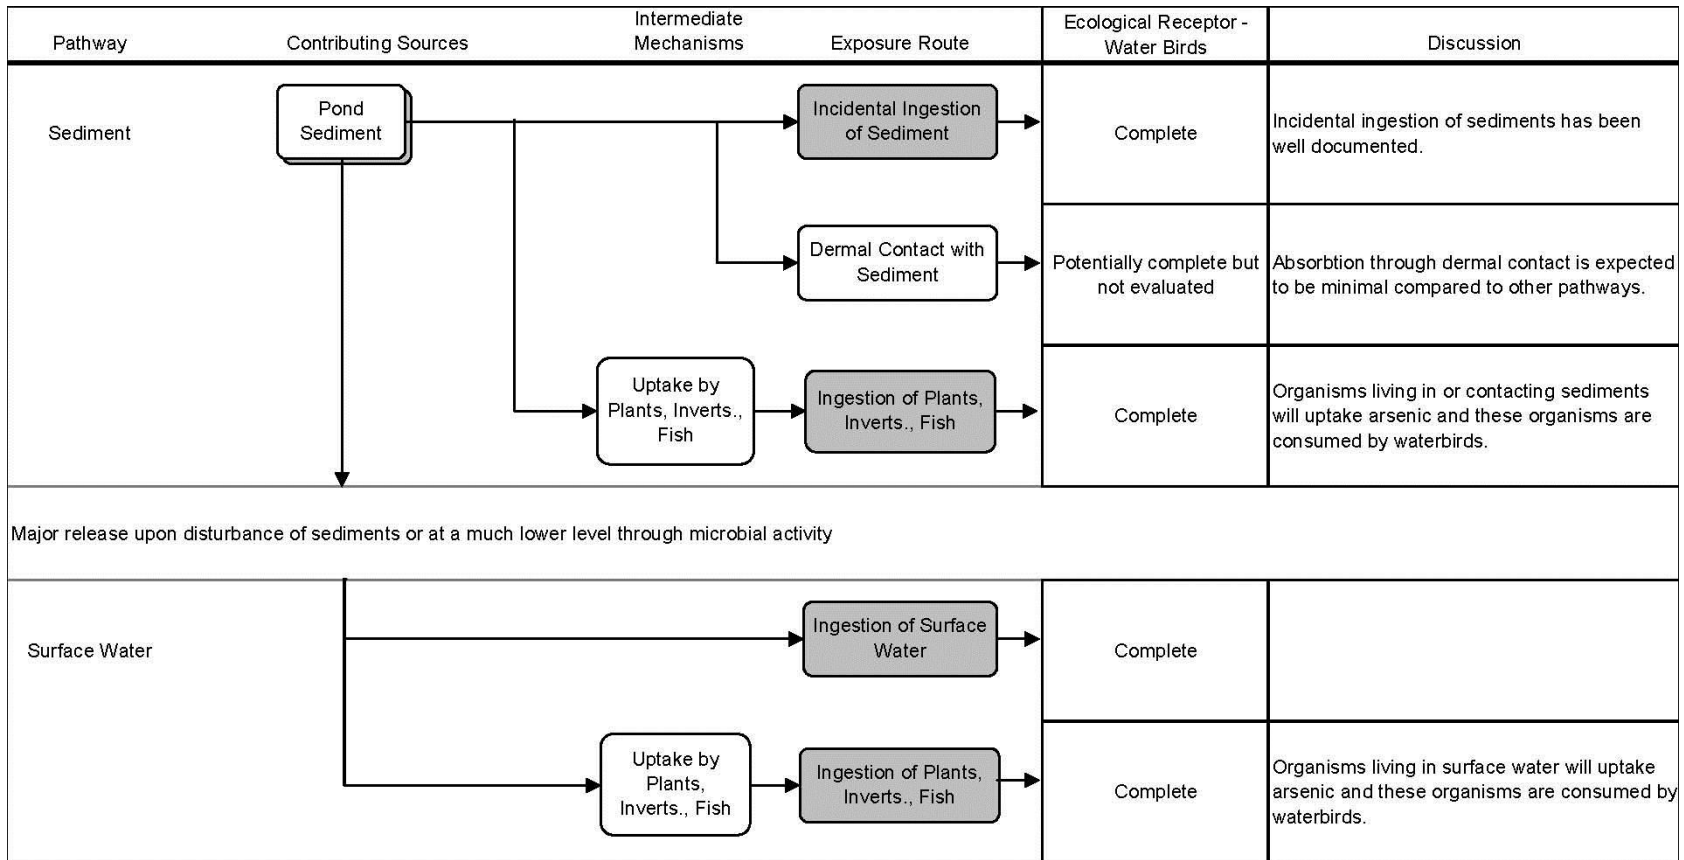 Pathway
Contributing Sources
Intermediate
Mechanisms
Exposure Route
Ecological Receptor -
Water Birds
Discussion
Sediment
Pond
Sediment
Incidental Ingestion
of Sediment
Complete
Incidental ingestion of sediments has been
well documented.
Dermal Contact with
Sediment
Potentially complete but
not evaluated
Absorbtion through dermal contact is expected
to be minimal compared to other pathways.
Uptake by
Plants, Inverts.,
Fish
Ingestion of Plants,
Inverts., Fish
Complete
Organisms living in or contacting sediments
will uptake arsenic and these organisms are
consumed by waterbirds.
Major release upon disturbance of sediments or at a much lower level through microbial activity
Surface Water
Ingestion of Surface
Water
Complete
Uptake by
Plants,
Inverts., Fish
Ingestion of Plants,
Inverts., Fish
Complete
Organisms living in surface water will uptake
arsenic and these organisms are consumed by
waterbirds.